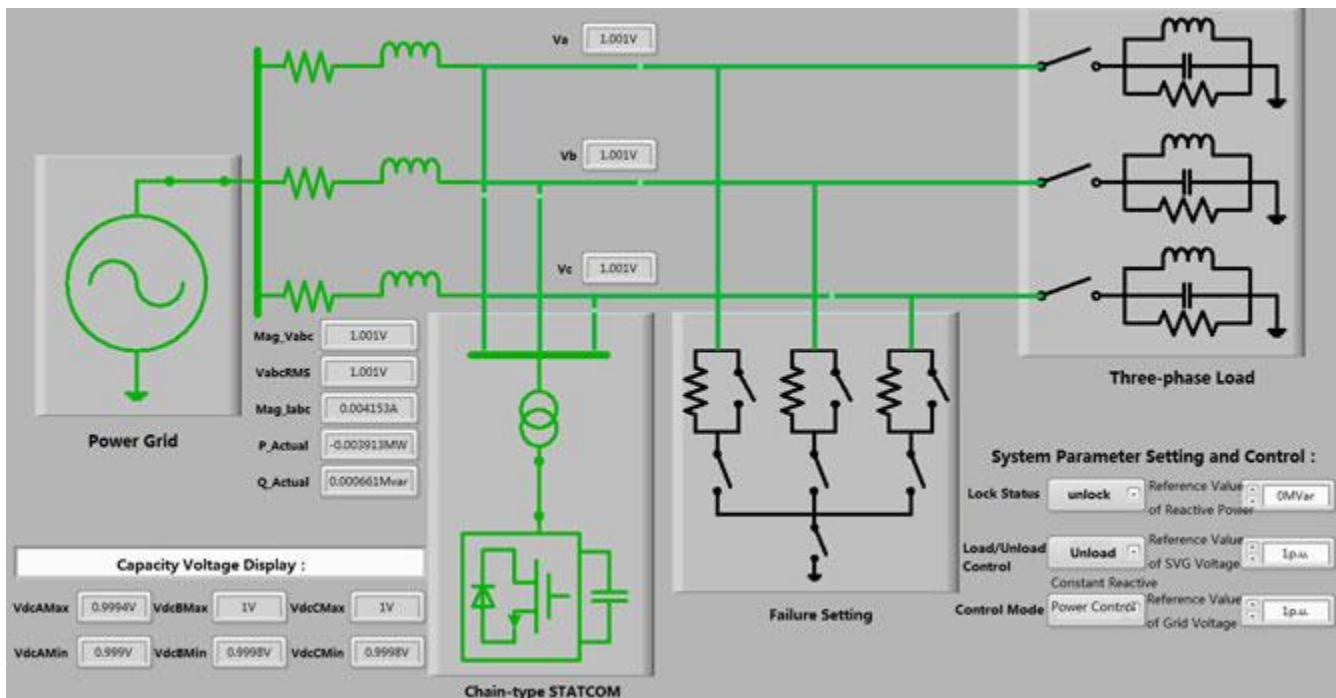 Va 1.001V
Vb 1.001V
Vc 1.001V
Mag_Vabc 1.001V
VabcRMS 1.001V
Mag_Iabc 0.004153A
P_Actual -0.003913MW
Q_Actual 0.000661Mvar
Power Grid
Three-phase Load
Capacity Voltage Display :
VdcAMax 0.9994V VdcBMax 1V VdcCMax 1V
VdcAMin 0.999V VdcBMin 0.9998V VdcCMin 0.9998V
Chain-type STATCOM
Failure Setting
System Parameter Setting and Control :
Lock Status unlock Reference Value of Reactive Power 0MVar
Load/Unload Control Unload Reference Value of SVG Voltage 1p.u.
Control Mode Constant Reactive Power Control Reference Value of Grid Voltage 1p.u.